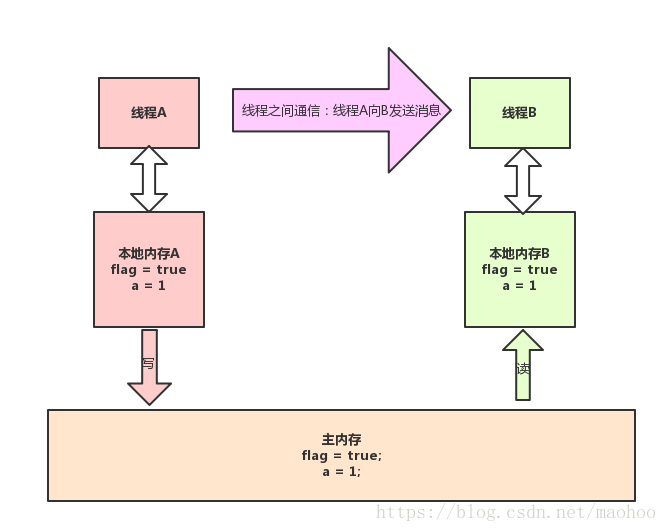 线程A
线程之间通信：线程A向B发送消息
线程B
本地内存A
flag = true
a = 1
本地内存B
flag = true
a = 1
写
读
主内存
flag = true;
a = 1;
https://blog.csdn.net/maohoo